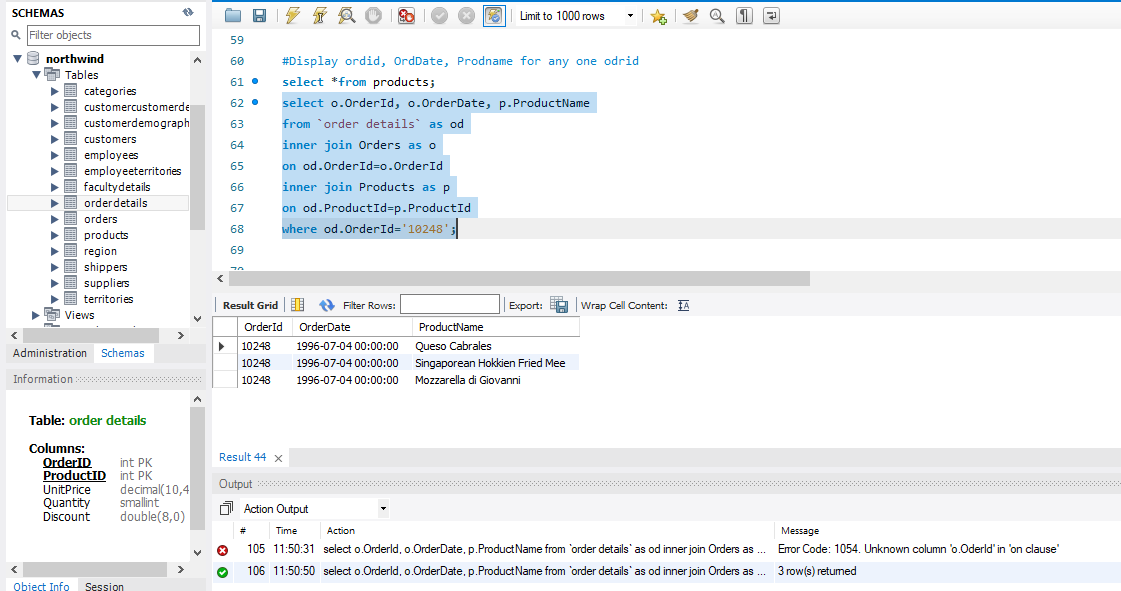 SCHEMAS
Filter objects
northwind
Tables
categories
customercustomerde
customerdemograph
customers
employees
employeeterritories
facultydetails
order details
orders
products
region
shippers
suppliers
territories
Views
Administration Schemas
Information
Table: order details
Columns:
OrderID int PK
ProductID int PK
UnitPrice decimal(10,4
Quantity smallint
Discount double(8,0)
Object Info Session
Limit to 1000 rows
59
60 #Display ordid, OrdDate, Prodname for any one odrid
61 select *from products;
62 select o.OrderId, o.OrderDate, p.ProductName
63 from `order details` as od
64 inner join Orders as o
65 on od.OrderId=o.OrderId
66 inner join Products as p
67 on od.ProductId=p.ProductId
68 where od.OrderId='10248';
69
70
Result Grid Filter Rows: Export: Wrap Cell Content:
OrderId OrderDate ProductName
10248 1996-07-04 00:00:00 Queso Cabrales
10248 1996-07-04 00:00:00 Singaporean Hokkien Fried Mee
10248 1996-07-04 00:00:00 Mozzarella di Giovanni
Result 44
Output
Action Output
# Time Action Message
105 11:50:31 select o.OrderId, o.OrderDate, p.ProductName from `order details` as od inner join Orders as ... Error Code: 1054. Unknown column 'o.OderId' in 'on clause'
106 11:50:50 select o.OrderId, o.OrderDate, p.ProductName from `order details` as od inner join Orders as ... 3 row(s) returned